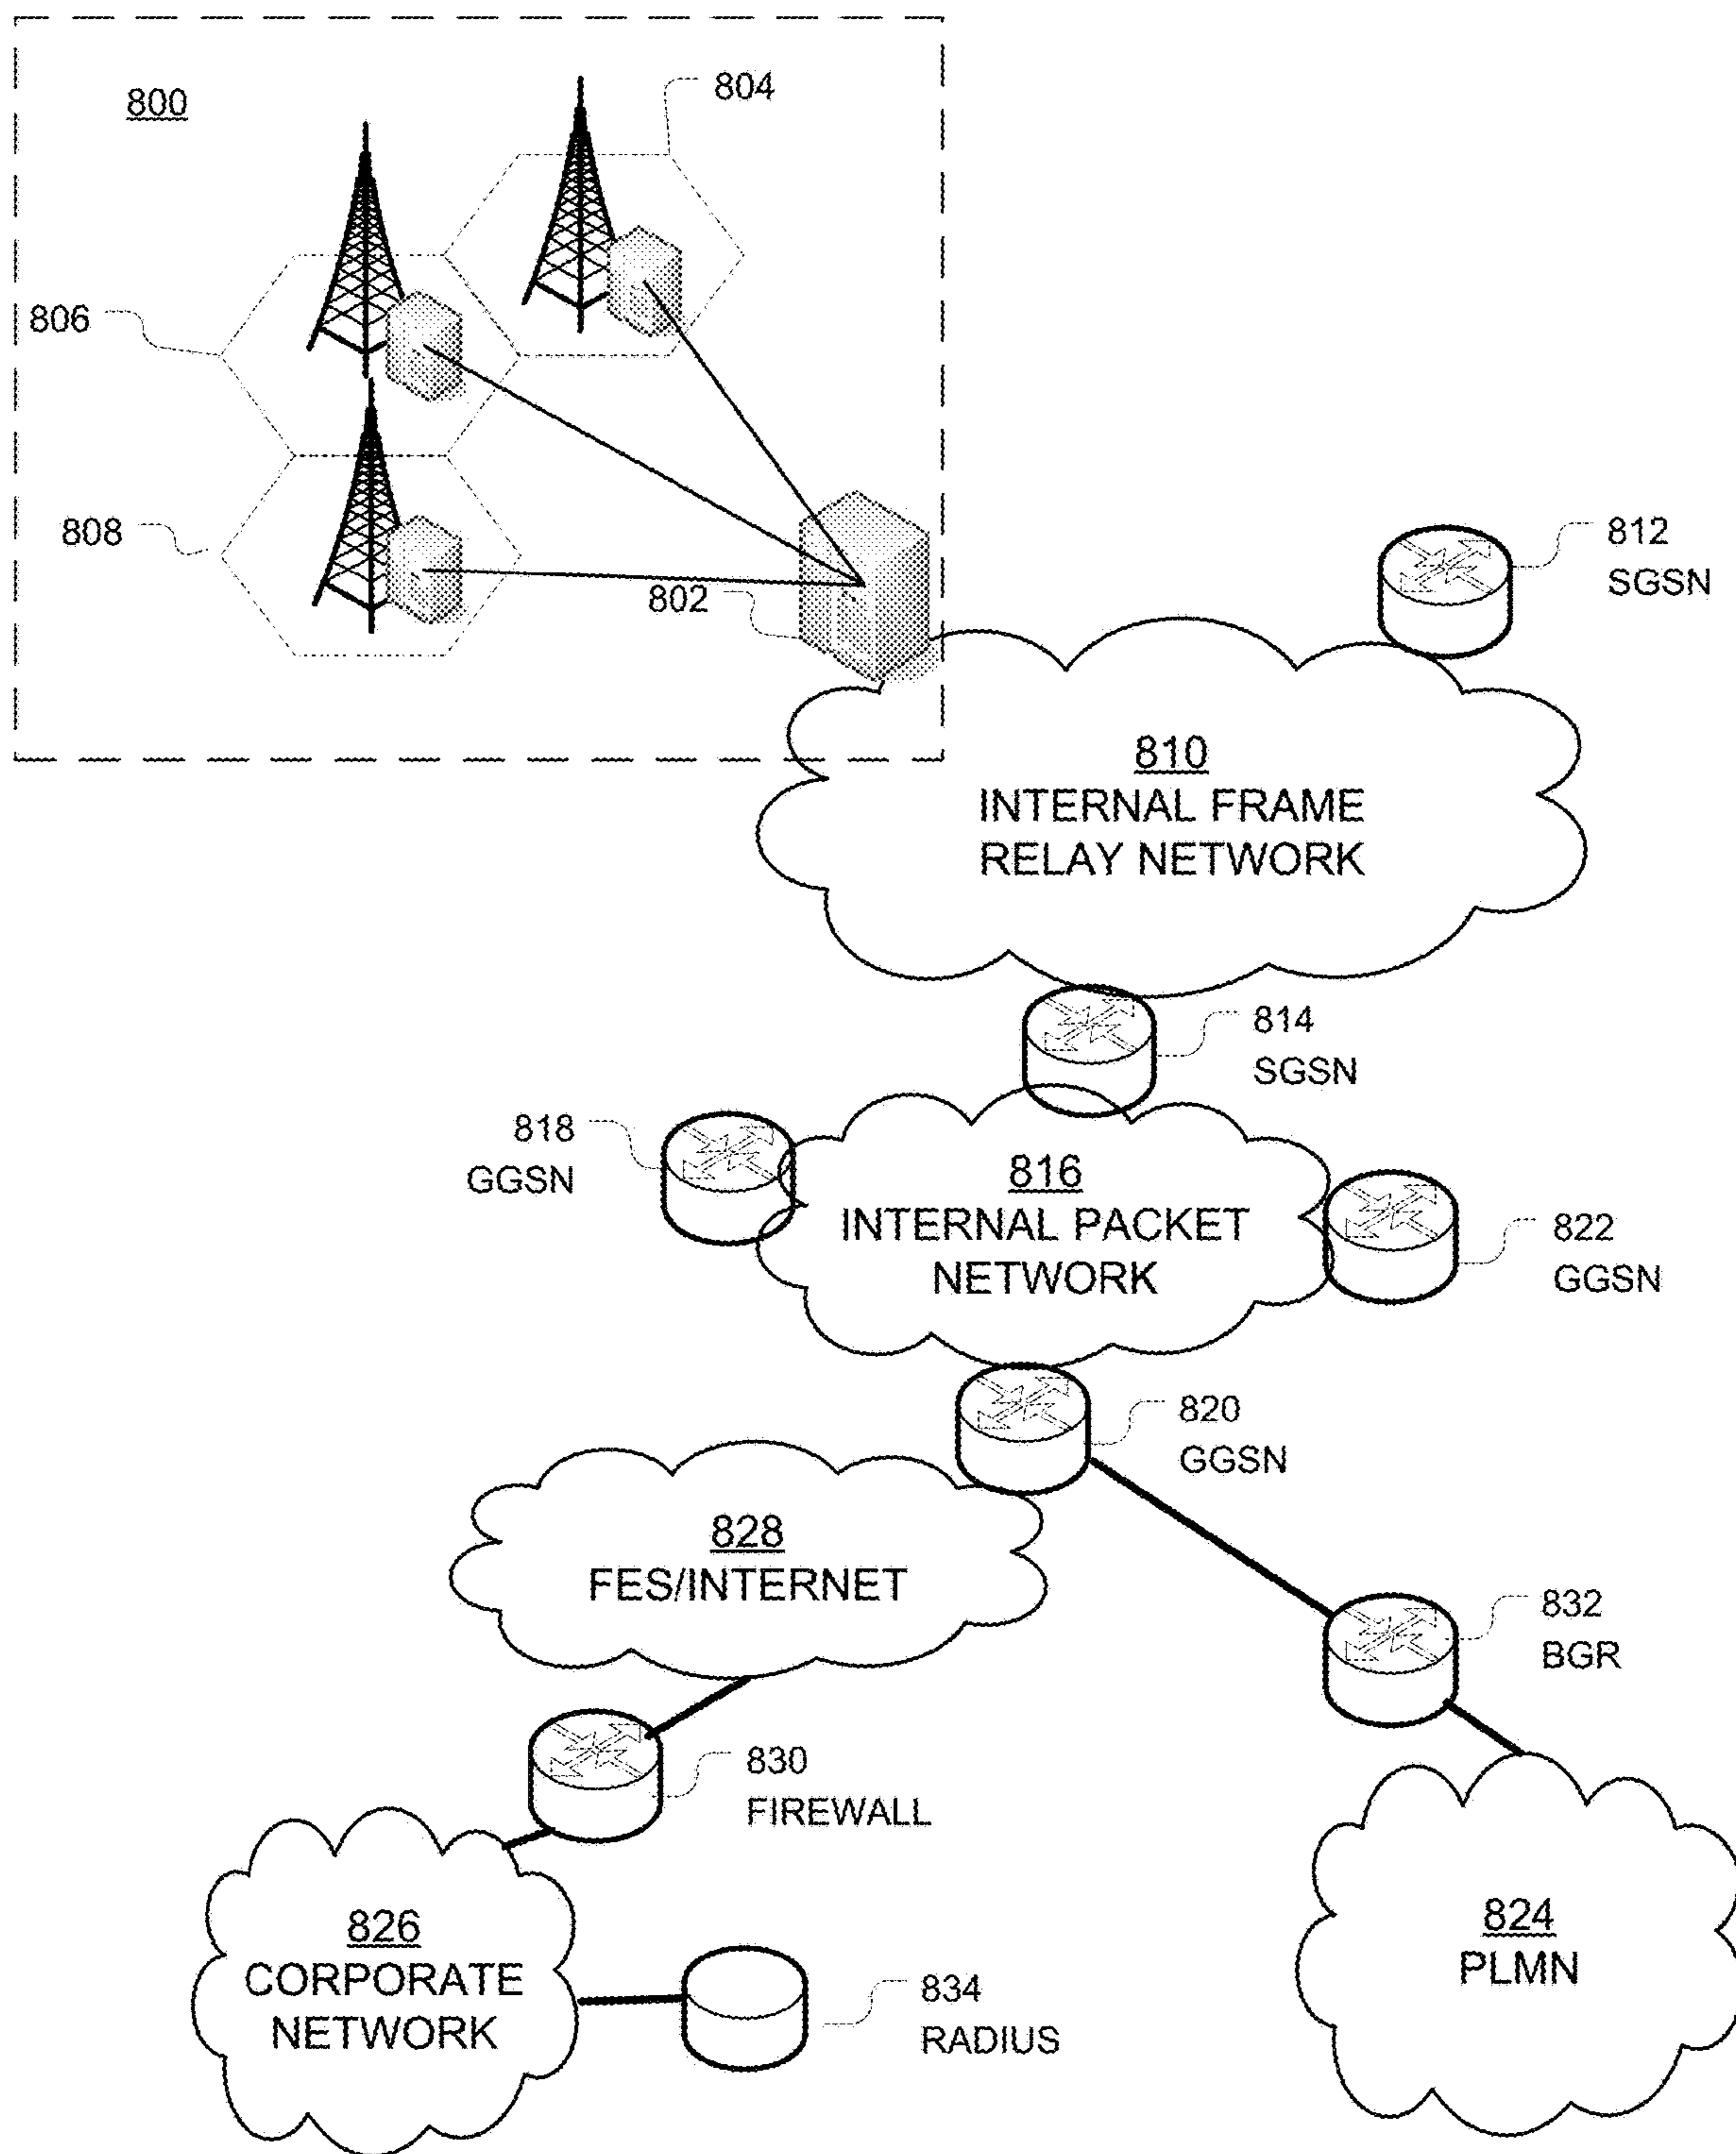 800
804
806
808
802
812
SGSN
810
INTERNAL FRAME
RELAY NETWORK
814
SGSN
818
GGSN
816
INTERNAL PACKET
NETWORK
822
GGSN
820
GGSN
828
FES/INTERNET
832
BGR
830
FIREWALL
826
CORPORATE
NETWORK
824
PLMN
834
RADIUS